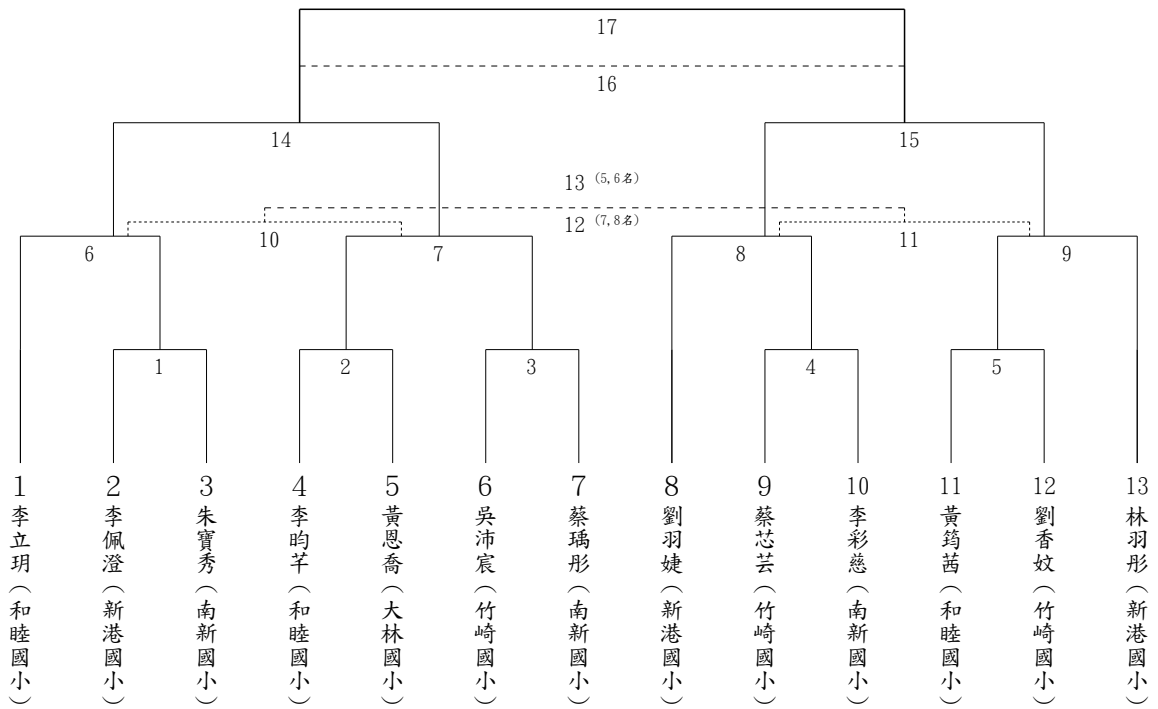 17
16
14
15
13 (5,6名)
12 (7,8名)
10
11
6
7
8
9
1
2
3
4
5
1 李立玥(和睦國小)
2 李佩澄(新港國小)
3 朱寶秀(南新國小)
4 李昀芊(和睦國小)
5 黃恩喬(大林國小)
6 吳沛宸(竹崎國小)
7 蔡瑀彤(南新國小)
8 劉羽婕(新港國小)
9 蔡芯芸(竹崎國小)
10 李彩慈(南新國小)
11 黃筠茜(和睦國小)
12 劉香妏(竹崎國小)
13 林羽彤(新港國小)